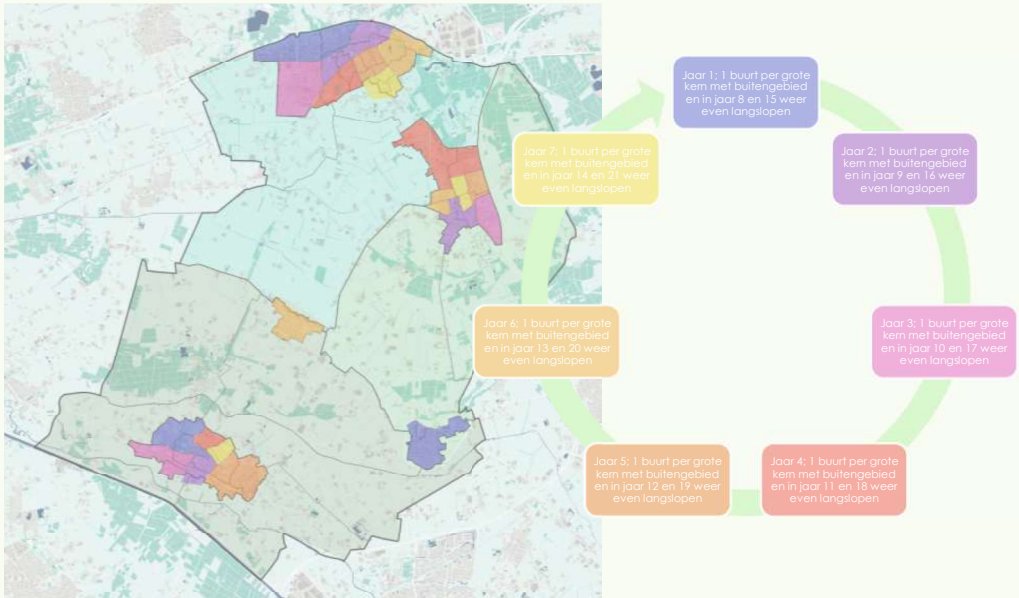 Jaar 1; 1 buurt per grote
kern met buitengebied
en in jaar 8 en 15 weer
even langslopen
Jaar 2; 1 buurt per grote
kern met buitengebied
en in jaar 9 en 16 weer
even langslopen
Jaar 3; 1 buurt per grote
kern met buitengebied
en in jaar 10 en 17 weer
even langslopen
Jaar 4; 1 buurt per grote
kern met buitengebied
en in jaar 11 en 18 weer
even langslopen
Jaar 5; 1 buurt per grote
kern met buitengebied
en in jaar 12 en 19 weer
even langslopen
Jaar 6; 1 buurt per grote
kern met buitengebied
en in jaar 13 en 20 weer
even langslopen
Jaar 7; 1 buurt per grote
kern met buitengebied
en in jaar 14 en 21 weer
even langslopen